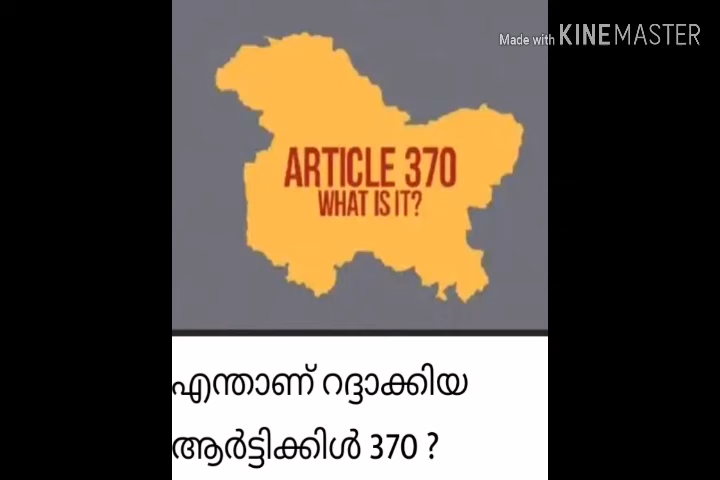 Made with KINEMASTER
ARTICLE 370
WHAT IS IT?
എന്താണ് റദ്ദാക്കിയ
ആർട്ടിക്കിൾ 370 ?